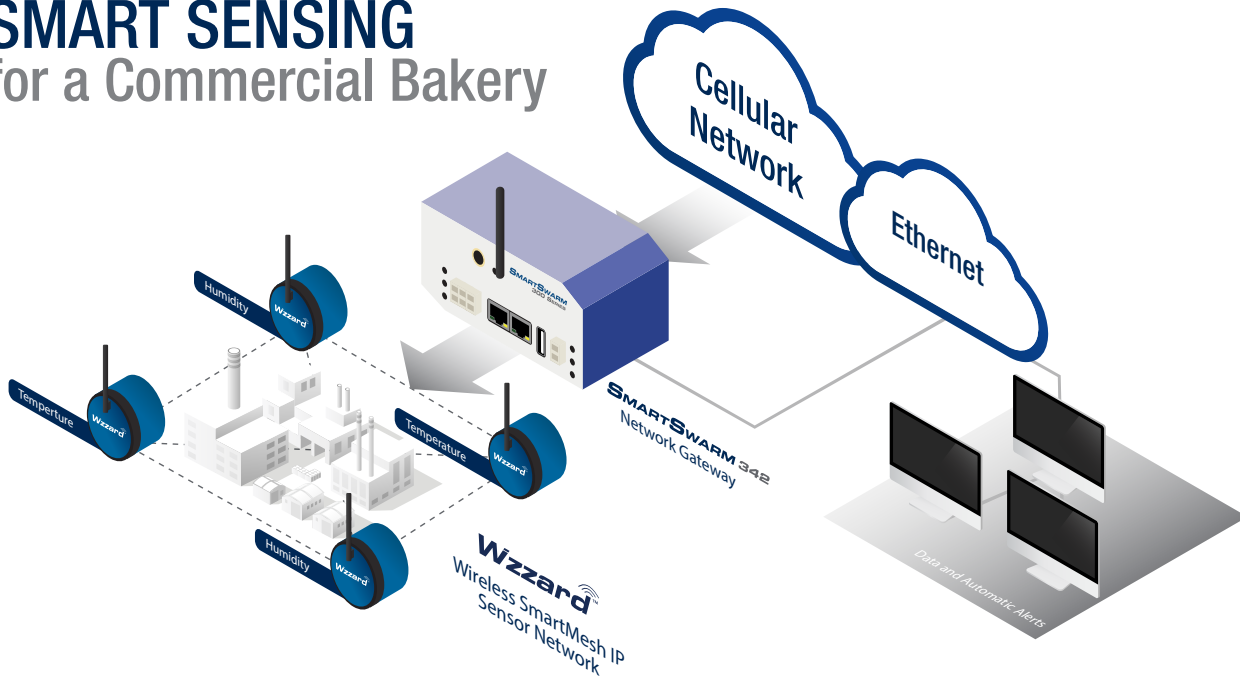 SMART SENSING
for a Commercial Bakery
Cellular
Network
Ethernet
SMARTSWARM
300 SERIES
Humidity
Wzzard
Temperture
Wzzard
Temperature
Wzzard
Humidity
Wzzard
SMARTSWARM 342
Network Gateway
Wzzard
Wireless SmartMesh IP
Sensor Network
Data and Automatic Alerts